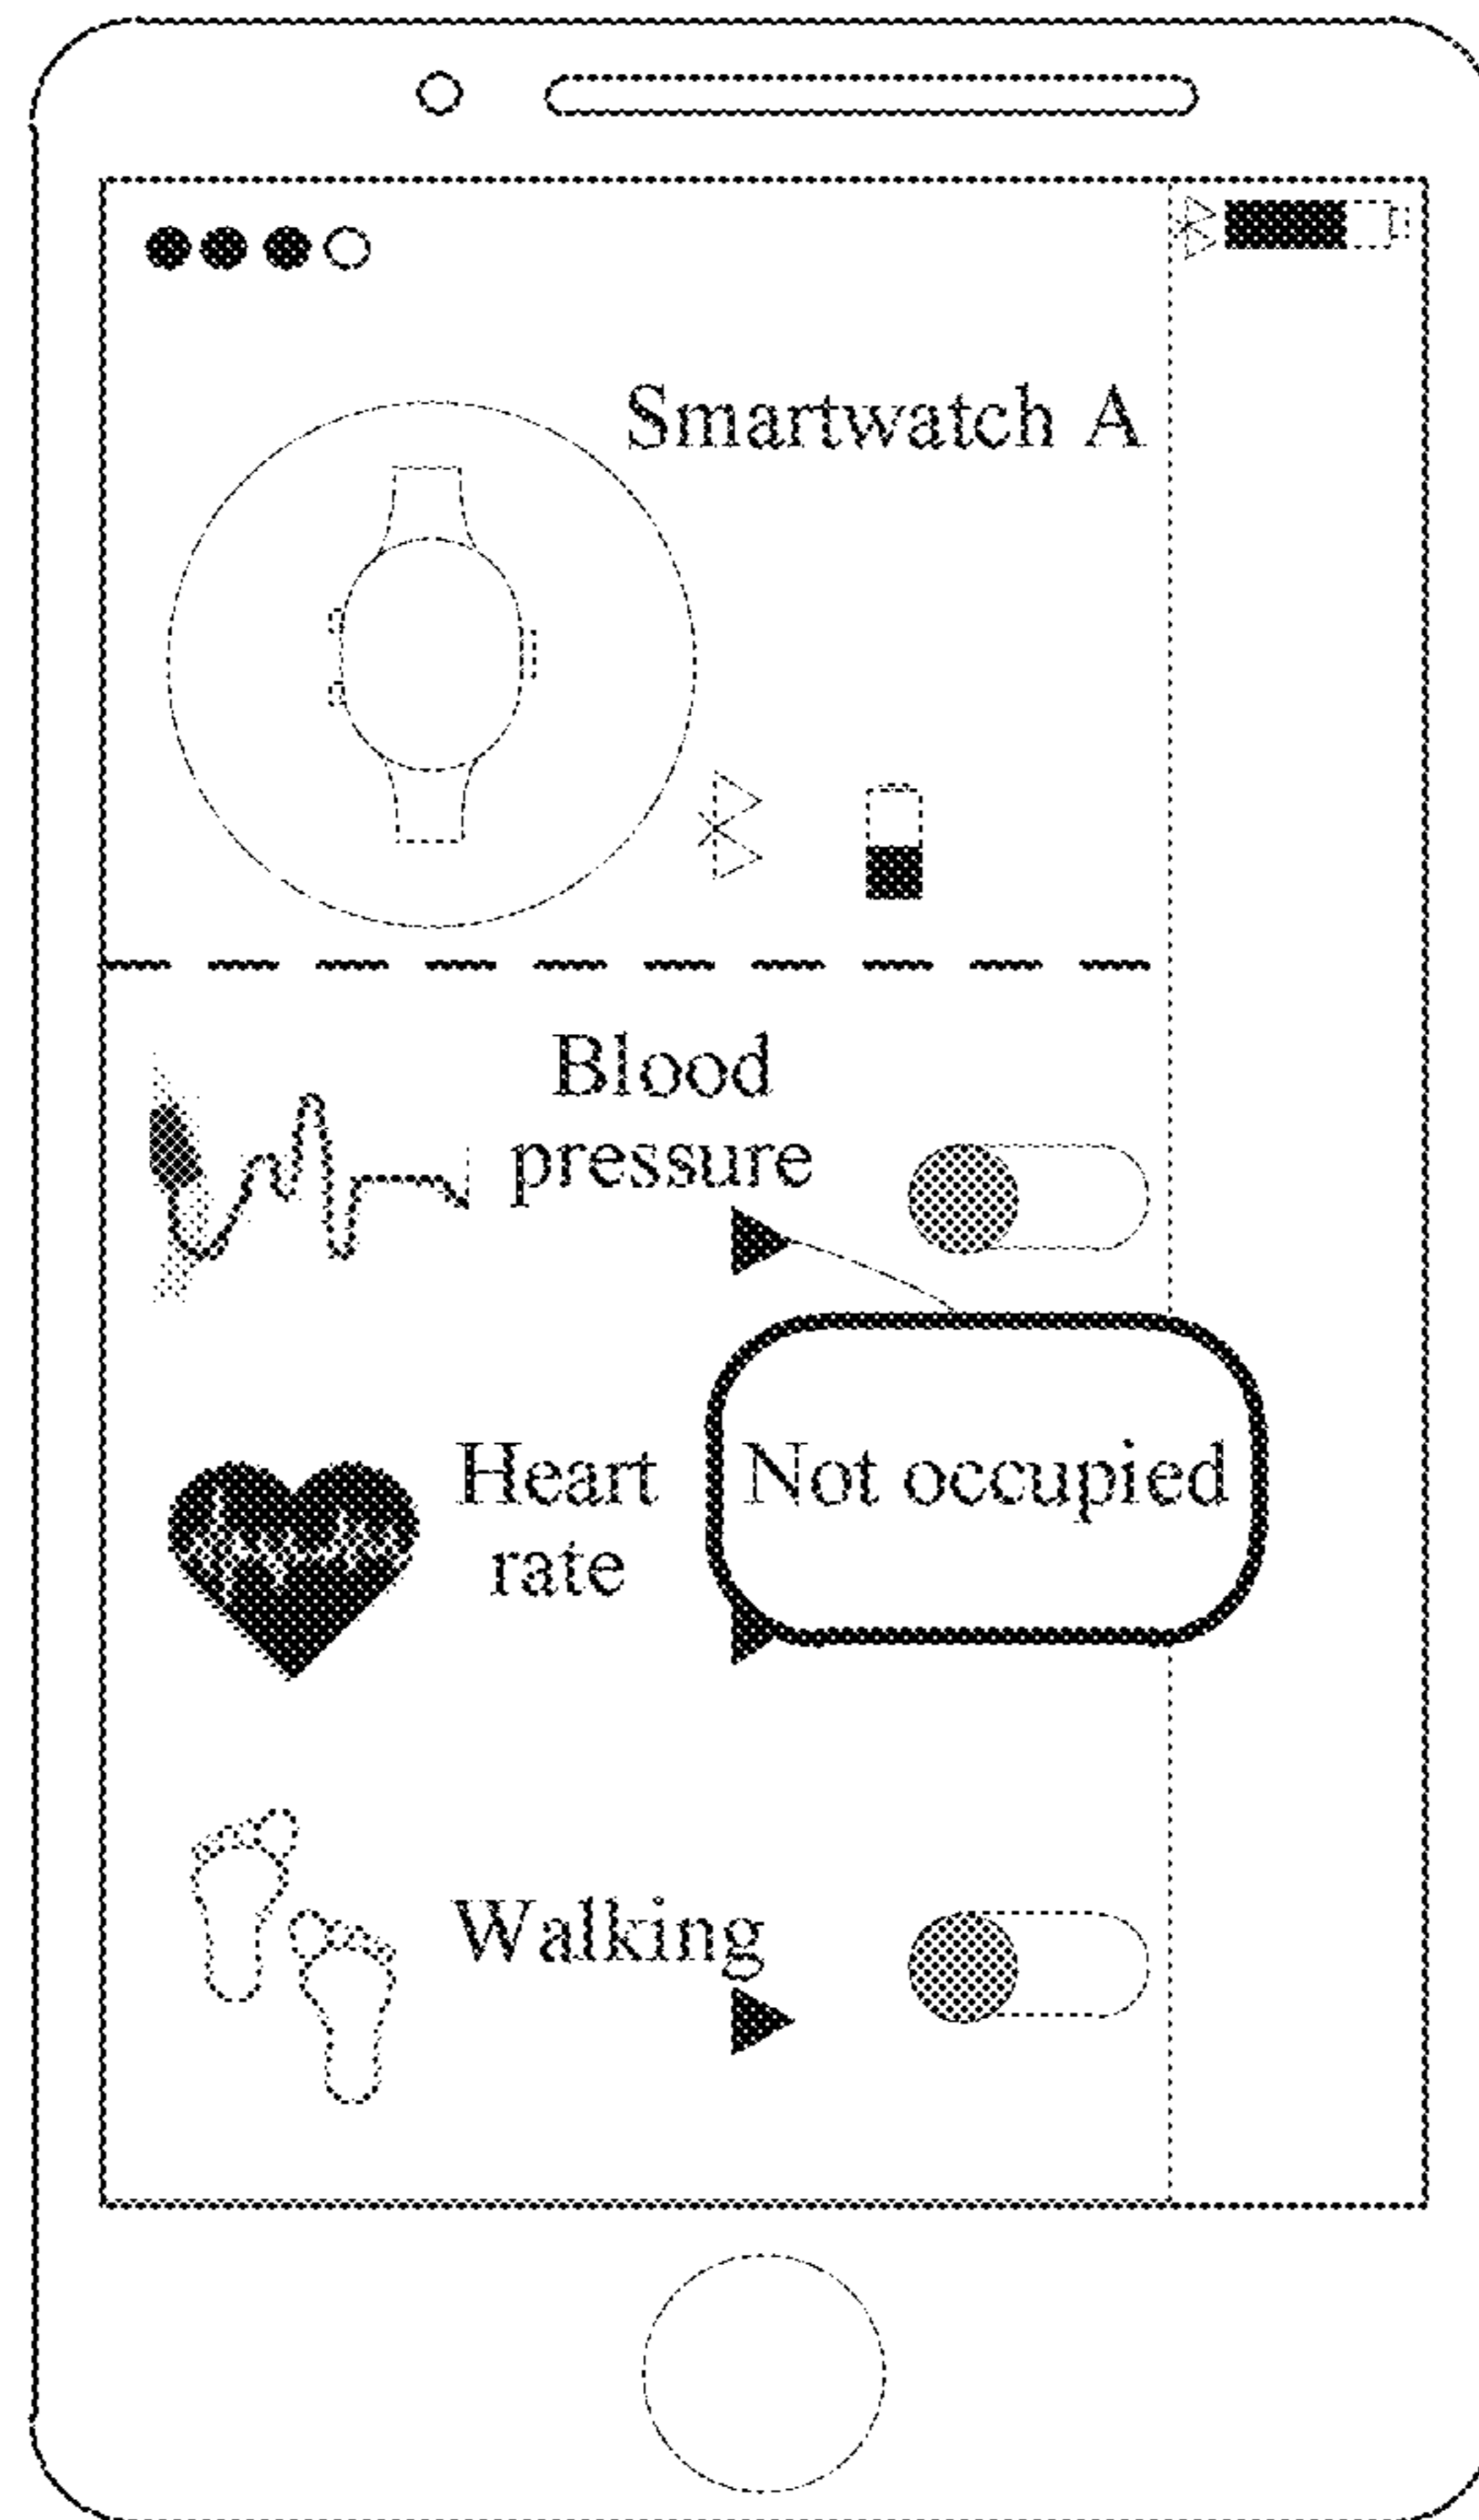 Smartwatch A
Blood
pressure
Heart
rate
Not occupied
Walking